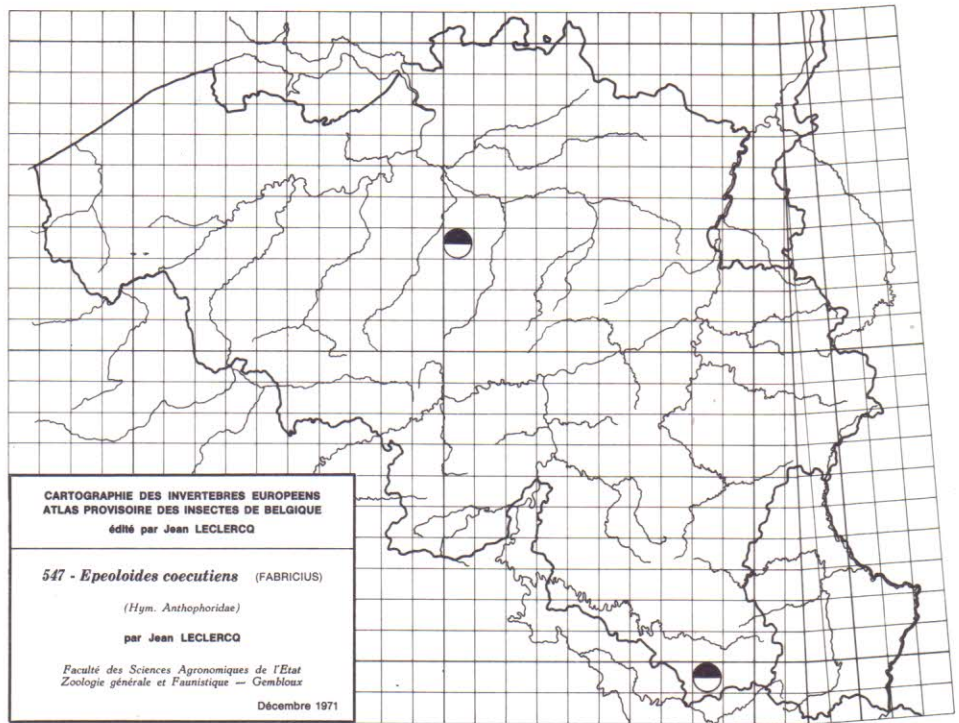 CARTOGRAPHIE DES INVERTEBRES EUROPEENS
ATLAS PROVISOIRE DES INSECTES DE BELGIQUE
édité par Jean LECLERCQ
547 - Epeoloides coecutiens (FABRICIUS)
(Hym. Anthophoridae)
par Jean LECLERCQ
Faculté des Sciences Agronomiques de l'Etat
Zoologie générale et Faunistique — Gembloux
Décembre 1971